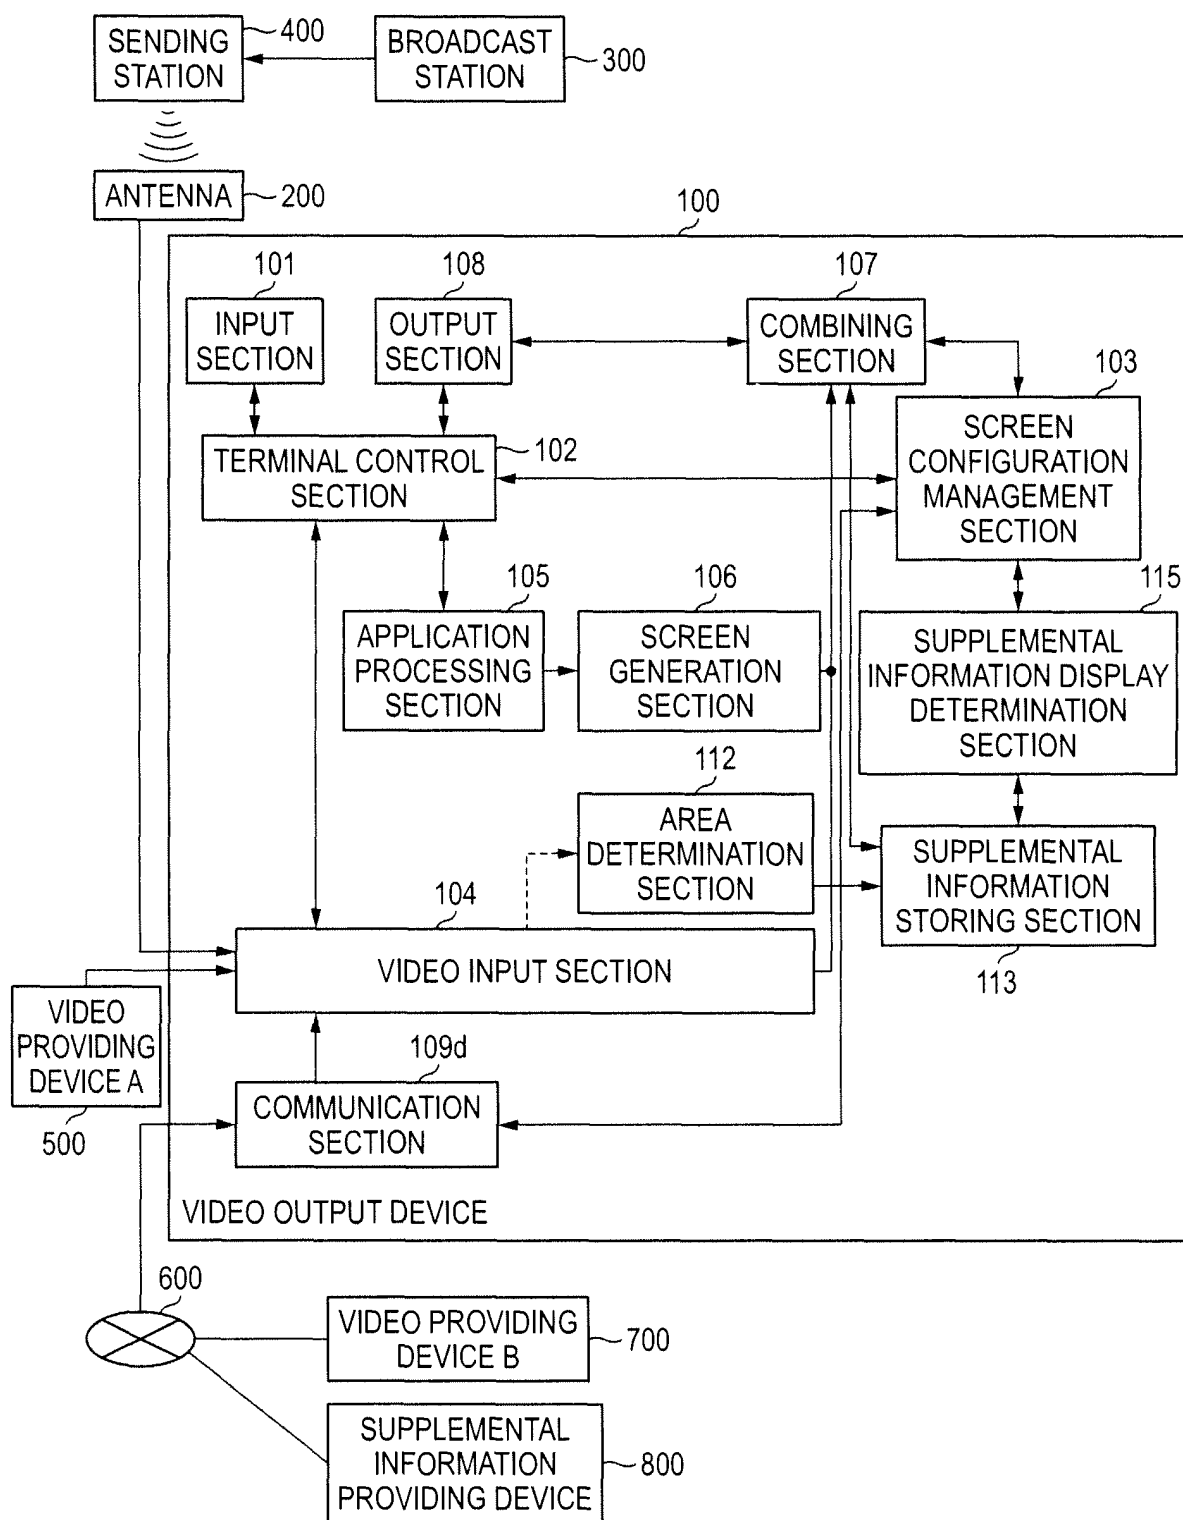 SENDING
STATION
400
BROADCAST
STATION
300
ANTENNA
200
100
101
INPUT
SECTION
108
OUTPUT
SECTION
107
COMBINING
SECTION
103
SCREEN
CONFIGURATION
MANAGEMENT
SECTION
102
TERMINAL CONTROL
SECTION
105
APPLICATION
PROCESSING
SECTION
106
SCREEN
GENERATION
SECTION
115
SUPPLEMENTAL
INFORMATION DISPLAY
DETERMINATION
SECTION
112
AREA
DETERMINATION
SECTION
SUPPLEMENTAL
INFORMATION
STORING SECTION
113
104
VIDEO INPUT SECTION
VIDEO
PROVIDING
DEVICE A
500
109d
COMMUNICATION
SECTION
VIDEO OUTPUT DEVICE
600
VIDEO PROVIDING
DEVICE B
700
SUPPLEMENTAL
INFORMATION
PROVIDING DEVICE
800